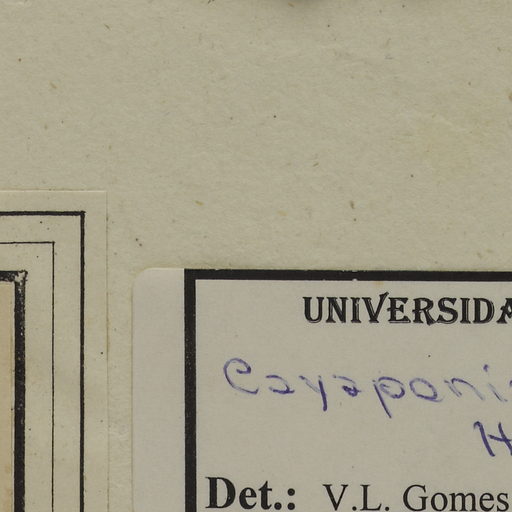 UNIVERSIDA
Cayaponi
H
Det.: V.L. Gomes